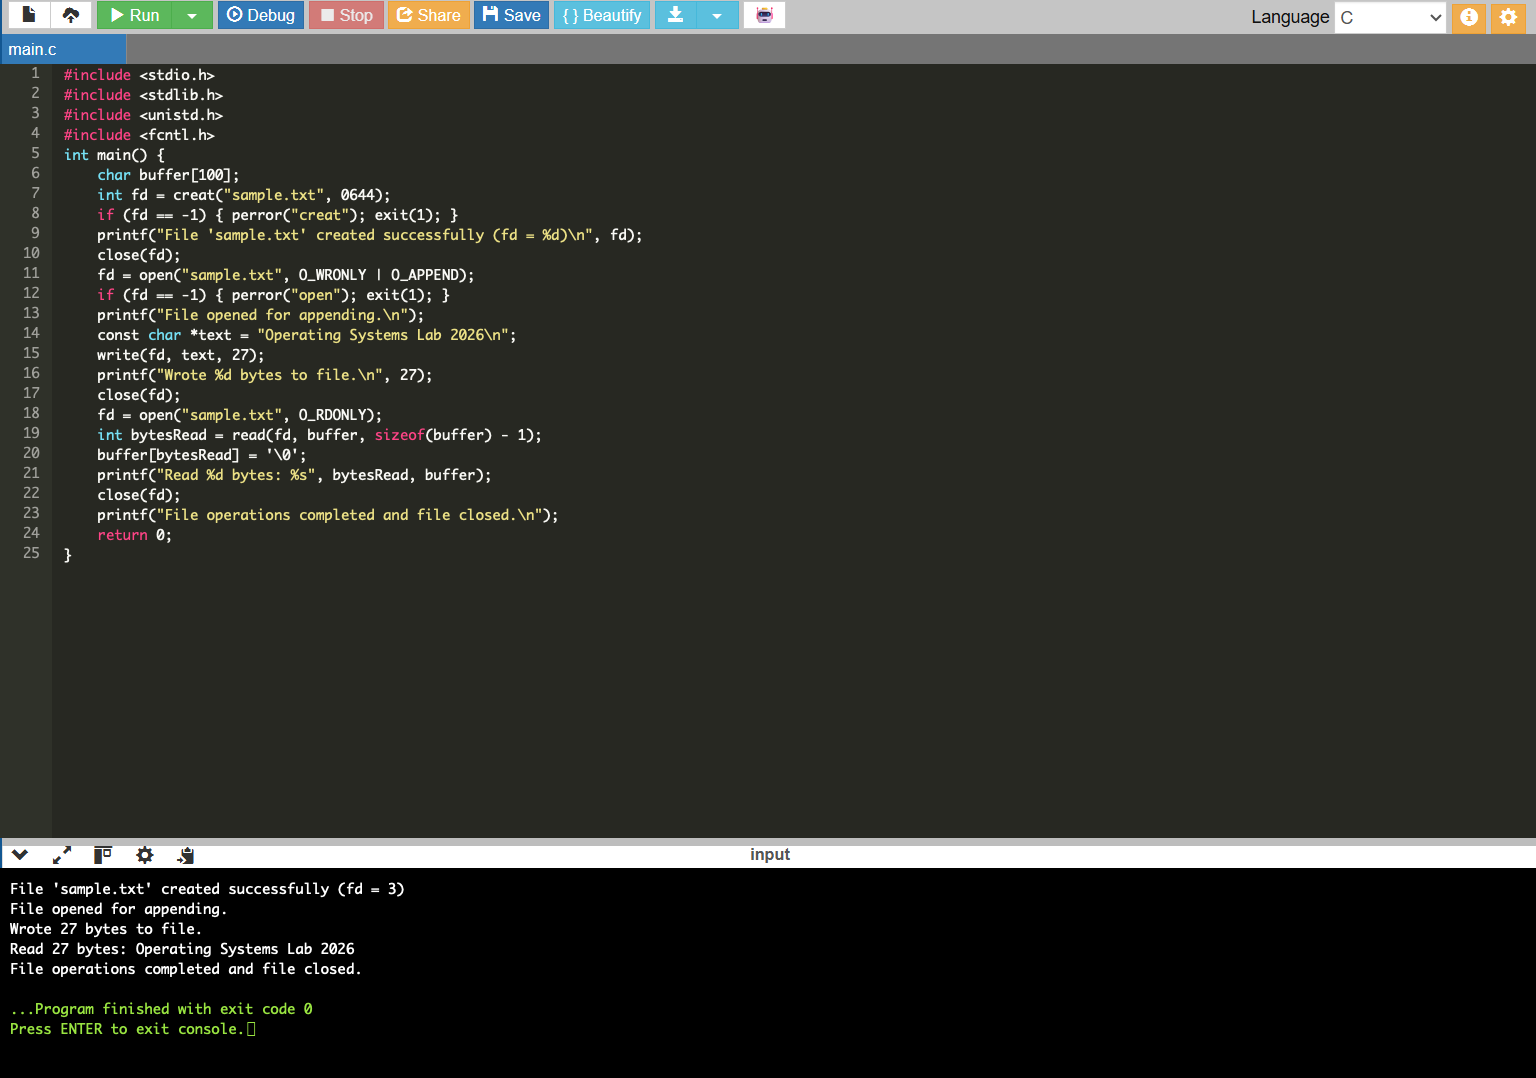 Run
Debug
Stop
Share
Save
{ } Beautify
Language C
main.c
1 #include <stdio.h>
2 #include <stdlib.h>
3 #include <unistd.h>
4 #include <fcntl.h>
5 int main() {
6     char buffer[100];
7     int fd = creat("sample.txt", 0644);
8     if (fd == -1) { perror("creat"); exit(1); }
9     printf("File 'sample.txt' created successfully (fd = %d)\n", fd);
10     close(fd);
11     fd = open("sample.txt", O_WRONLY | O_APPEND);
12     if (fd == -1) { perror("open"); exit(1); }
13     printf("File opened for appending.\n");
14     const char *text = "Operating Systems Lab 2026\n";
15     write(fd, text, 27);
16     printf("Wrote %d bytes to file.\n", 27);
17     close(fd);
18     fd = open("sample.txt", O_RDONLY);
19     int bytesRead = read(fd, buffer, sizeof(buffer) - 1);
20     buffer[bytesRead] = '\0';
21     printf("Read %d bytes: %s", bytesRead, buffer);
22     close(fd);
23     printf("File operations completed and file closed.\n");
24     return 0;
25 }
input
File 'sample.txt' created successfully (fd = 3)
File opened for appending.
Wrote 27 bytes to file.
Read 27 bytes: Operating Systems Lab 2026
File operations completed and file closed.
...Program finished with exit code 0
Press ENTER to exit console.